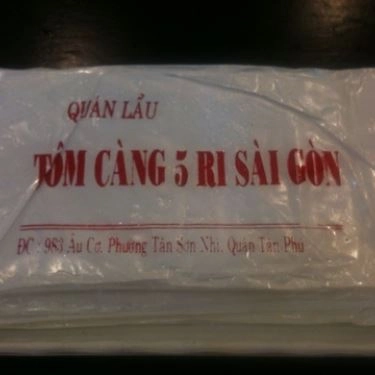 QUÁN LẨU
TÔM CÀNG 5 RI SÀI GÒN
ĐC : 983 Âu Cơ, Phường Tân Sơn Nhì, Quận Tân Phú